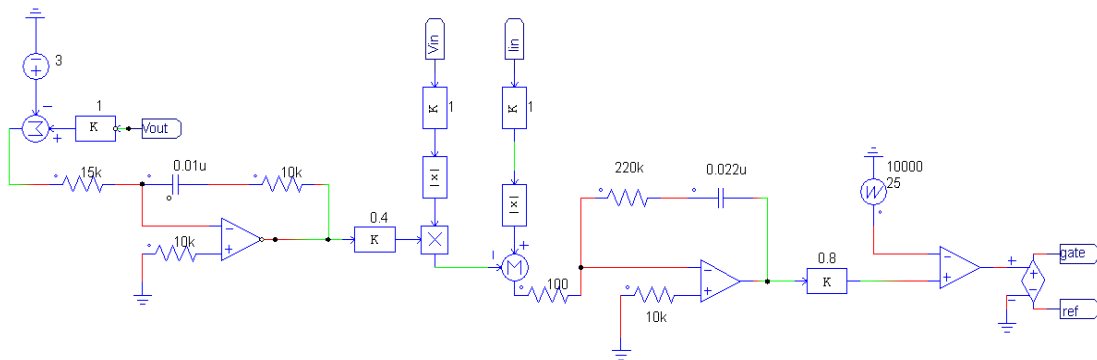 Vin
Iin
3
1
K
Vout
K
1
K
1
15k
0.01u
10k
|x|
|x|
10k
0.4
K
220k
0.022u
100
10k
0.8
K
10000
25
gate
ref